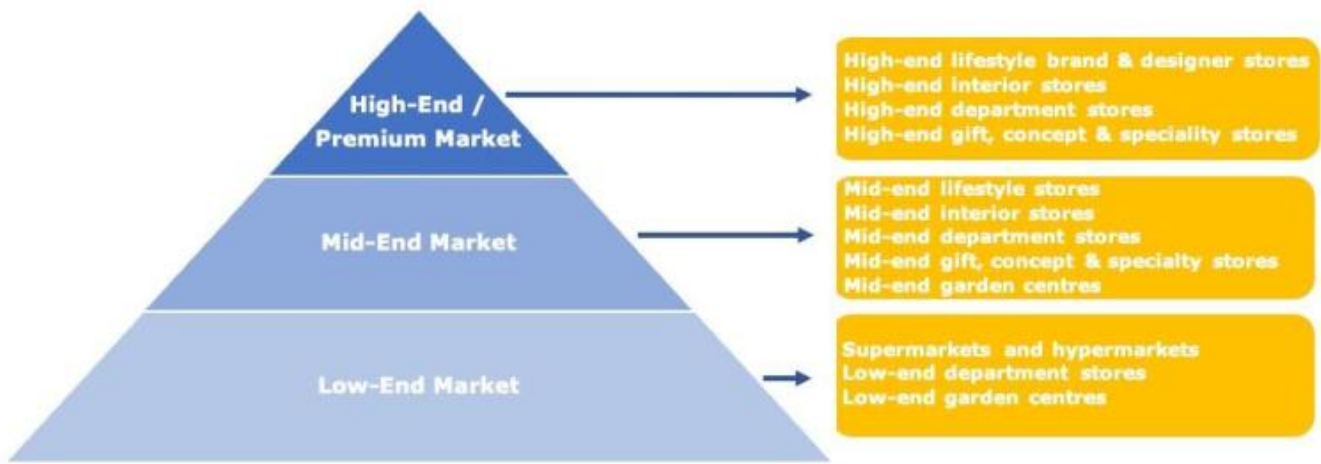 High-End /
Premium Market
High-end lifestyle brand & designer stores
High-end interior stores
High-end department stores
High-end gift, concept & speciality stores
Mid-End Market
Mid-end lifestyle stores
Mid-end interior stores
Mid-end department stores
Mid-end gift, concept & specialty stores
Mid-end garden centres
Low-End Market
Supermarkets and hypermarkets
Low-end department stores
Low-end garden centres